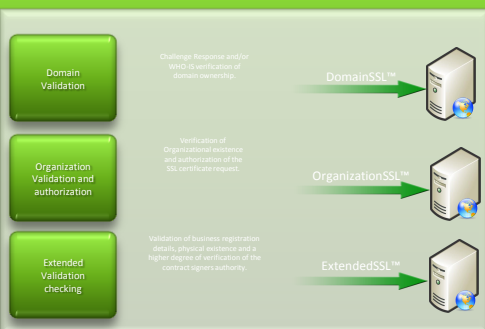 Domain
Validation
Challenge Response and/or
WHO-IS verification of
domain ownership.
DomainSSL™
Organization
Validation and
authorization
Verification of
Organizational existence
and authorization of the
SSL certificate request
OrganizationSSL™
Extended
Validation
checking
Validation of business registration
details, physical existence and a
higher degree of verification of the
contract signers authority.
ExtendedSSL™